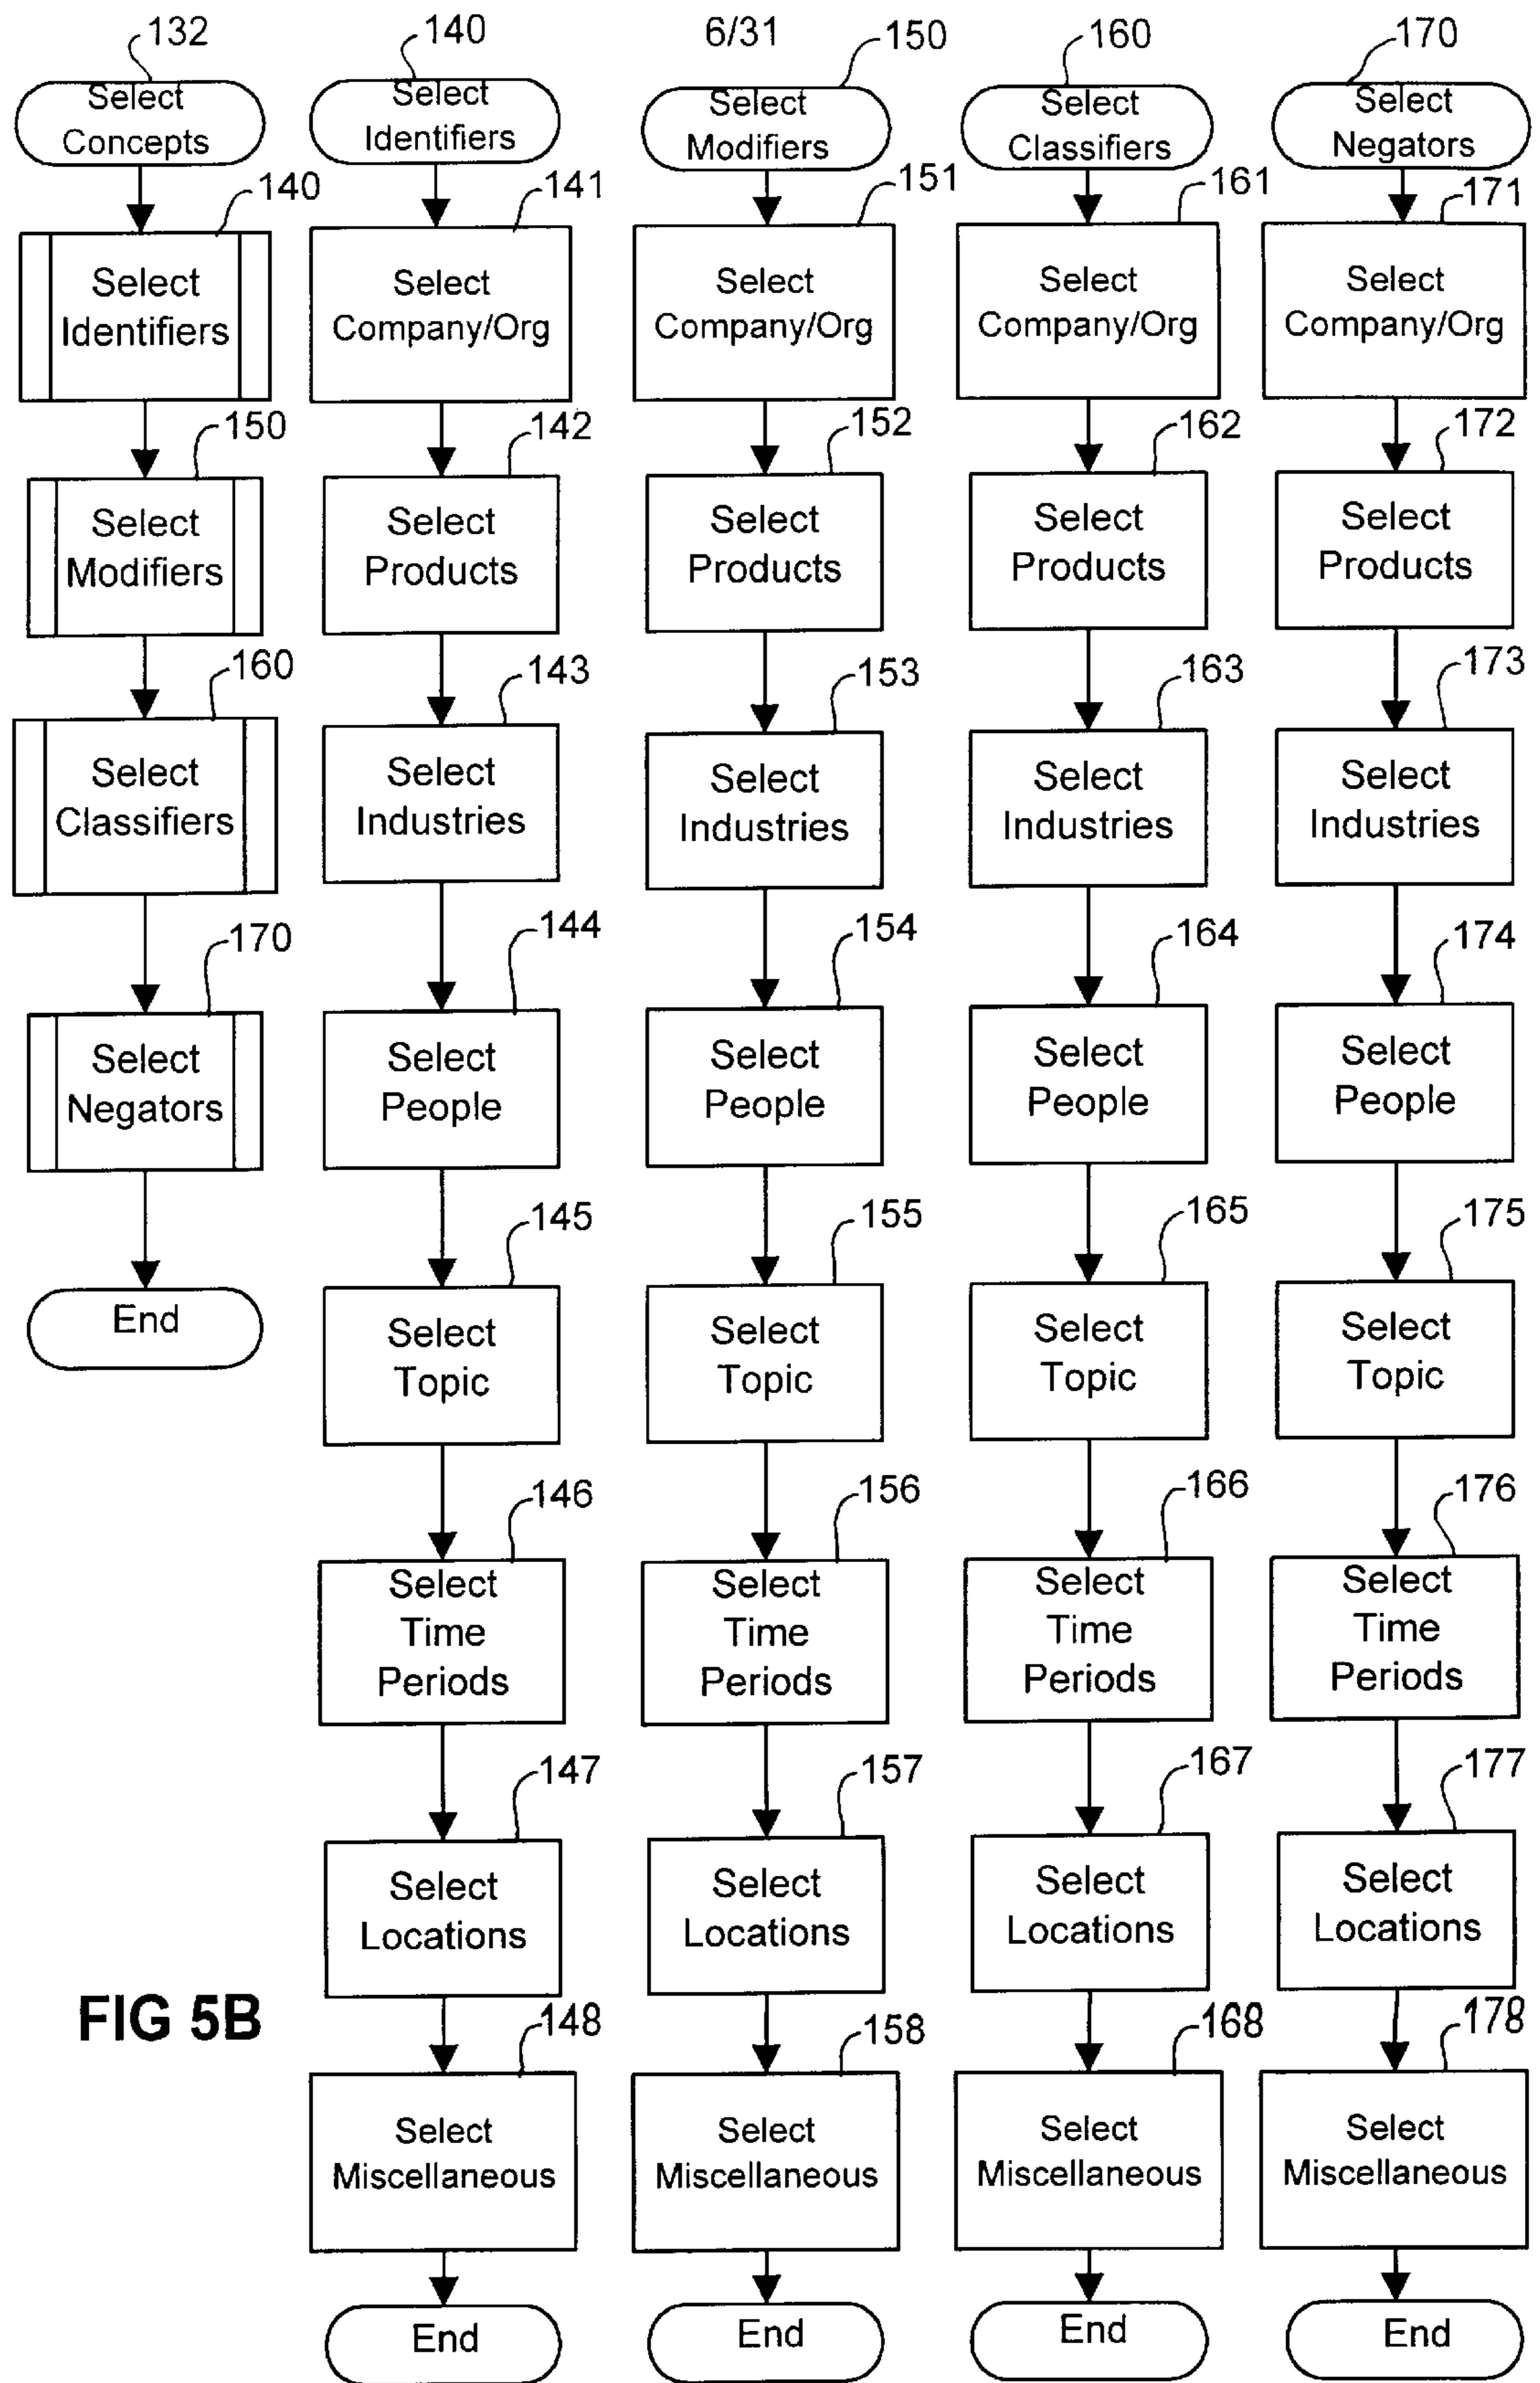 6/31
132
Select
Concepts
140
Select
Identifiers
150
Select
Modifiers
160
Select
Classifiers
170
Select
Negators
End
140
Select
Identifiers
141
Select
Company/Org
142
Select
Products
143
Select
Industries
144
Select
People
145
Select
Topic
146
Select
Time
Periods
147
Select
Locations
148
Select
Miscellaneous
End
150
Select
Modifiers
151
Select
Company/Org
152
Select
Products
153
Select
Industries
154
Select
People
155
Select
Topic
156
Select
Time
Periods
157
Select
Locations
158
Select
Miscellaneous
End
160
Select
Classifiers
161
Select
Company/Org
162
Select
Products
163
Select
Industries
164
Select
People
165
Select
Topic
166
Select
Time
Periods
167
Select
Locations
168
Select
Miscellaneous
End
170
Select
Negators
171
Select
Company/Org
172
Select
Products
173
Select
Industries
174
Select
People
175
Select
Topic
176
Select
Time
Periods
177
Select
Locations
178
Select
Miscellaneous
End
FIG 5B